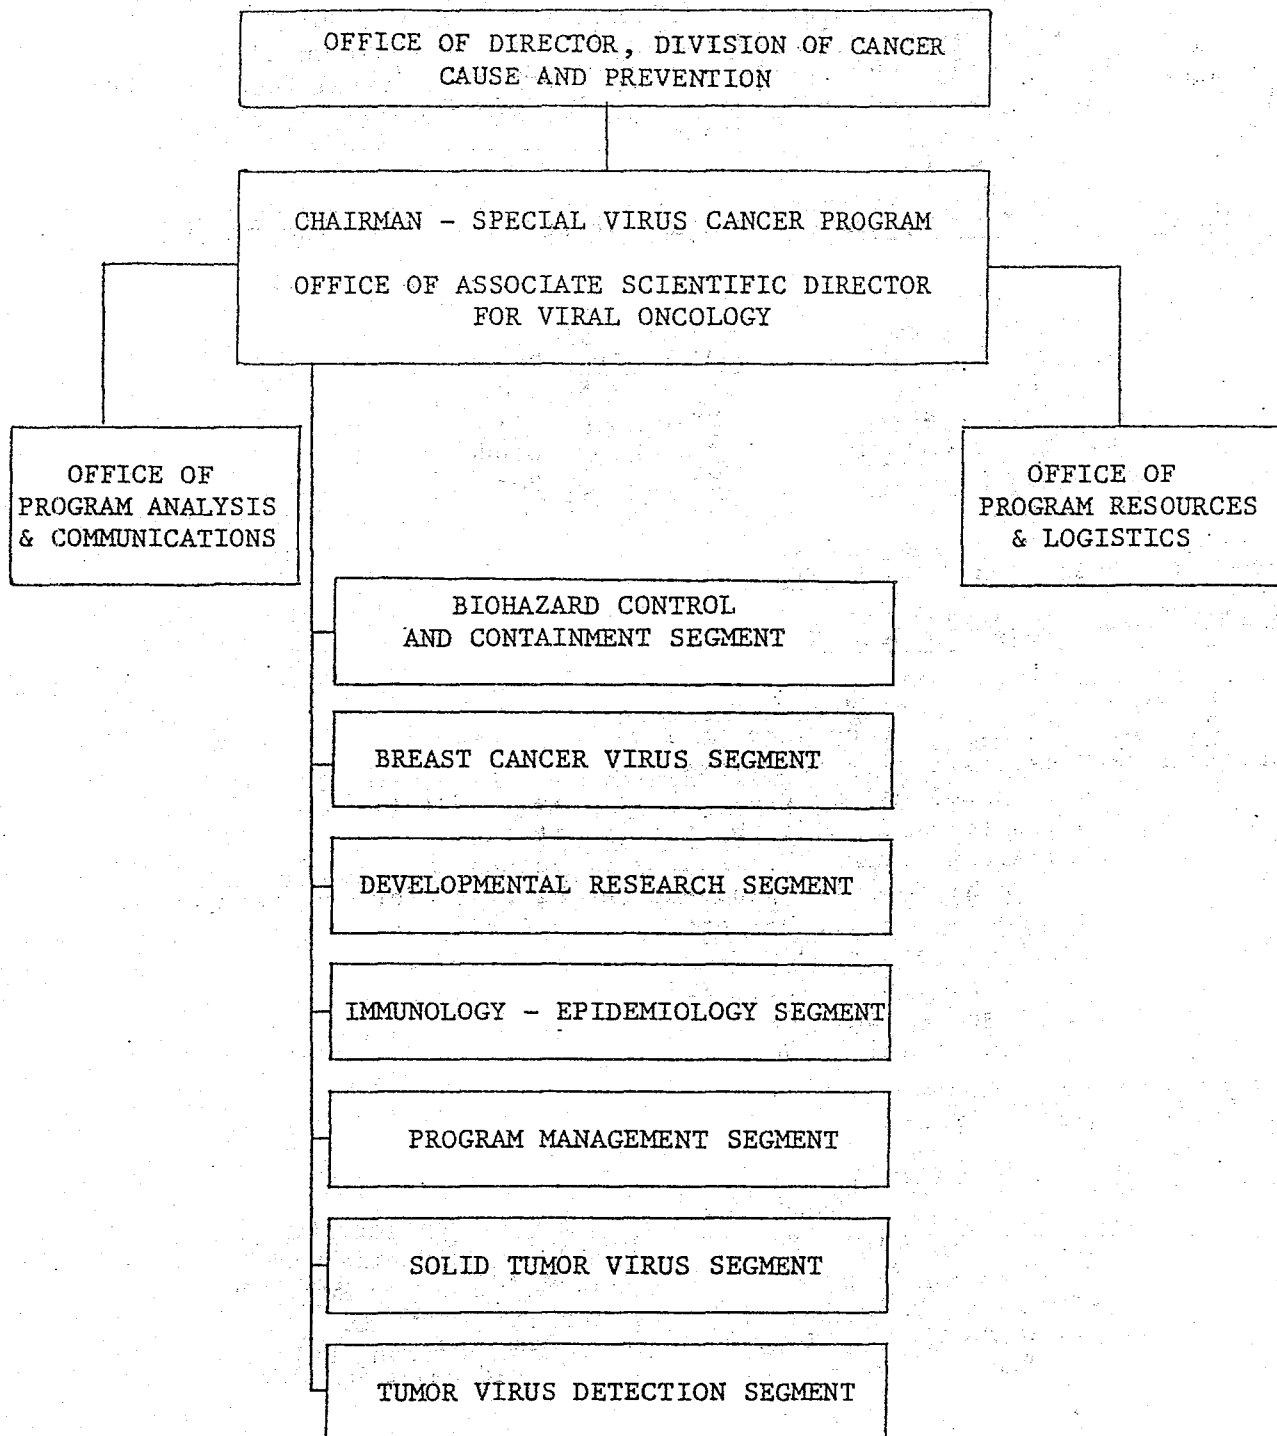 OFFICE OF DIRECTOR, DIVISION OF CANCER
CAUSE AND PREVENTION
CHAIRMAN - SPECIAL VIRUS CANCER PROGRAM
OFFICE OF ASSOCIATE SCIENTIFIC DIRECTOR
FOR VIRAL ONCOLOGY
OFFICE OF
PROGRAM ANALYSIS
& COMMUNICATIONS
OFFICE OF
PROGRAM RESOURCES
& LOGISTICS
BIOHAZARD CONTROL
AND CONTAINMENT SEGMENT
BREAST CANCER VIRUS SEGMENT
DEVELOPMENTAL RESEARCH SEGMENT
IMMUNOLOGY - EPIDEMIOLOGY SEGMENT
PROGRAM MANAGEMENT SEGMENT
SOLID TUMOR VIRUS SEGMENT
TUMOR VIRUS DETECTION SEGMENT